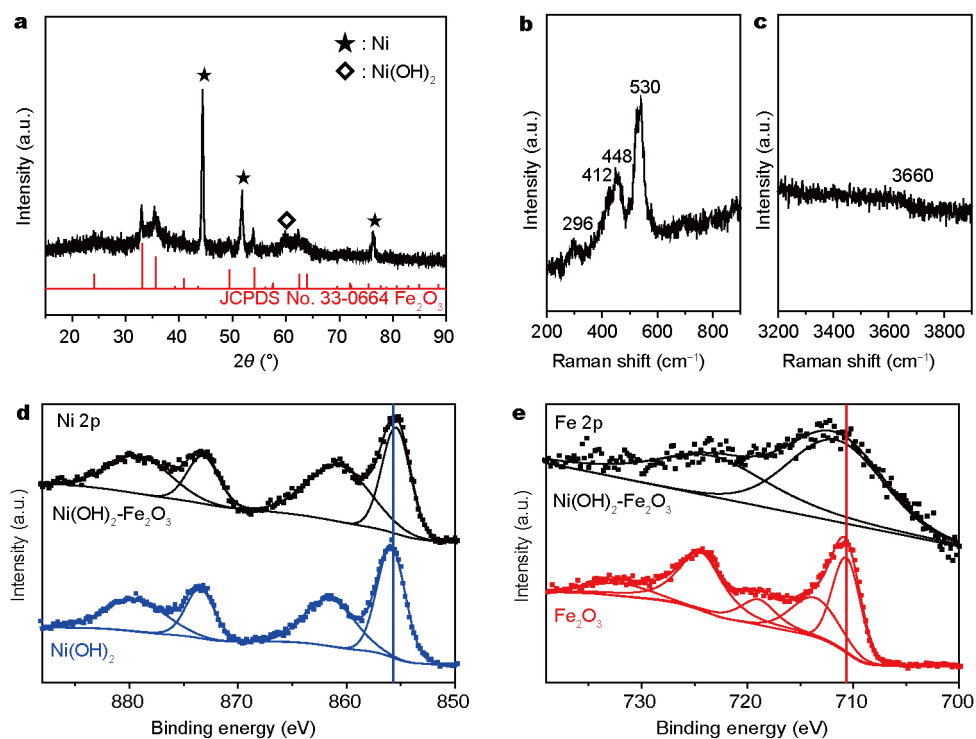 a
★ : Ni
◇ : Ni(OH)₂
Intensity (a.u.)
JCPDS No. 33-0664 Fe₂O₃
20 30 40 50 60 70 80 90
2θ (°)
b
530
448
412
296
Intensity (a.u.)
200 400 600 800
Raman shift (cm⁻¹)
c
3660
Intensity (a.u.)
3200 3400 3600 3800
Raman shift (cm⁻¹)
d
Ni 2p
Ni(OH)₂-Fe₂O₃
Ni(OH)₂
Intensity (a.u.)
880 870 860 850
Binding energy (eV)
e
Fe 2p
Ni(OH)₂-Fe₂O₃
Fe₂O₃
Intensity (a.u.)
730 720 710 700
Binding energy (eV)